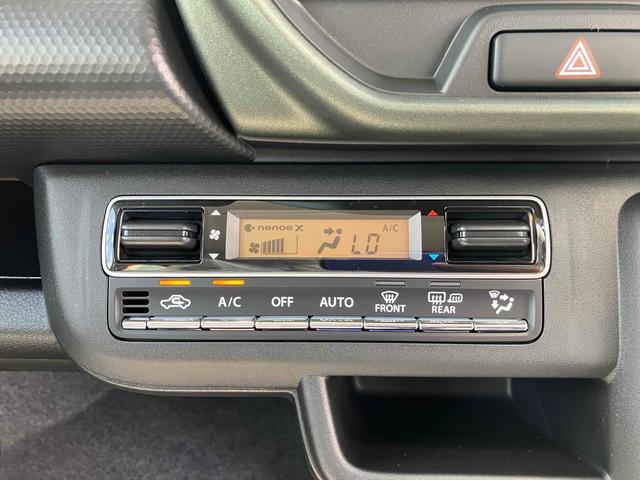 nanoeX
A/C
LO
A/C
OFF
AUTO
FRONT
REAR